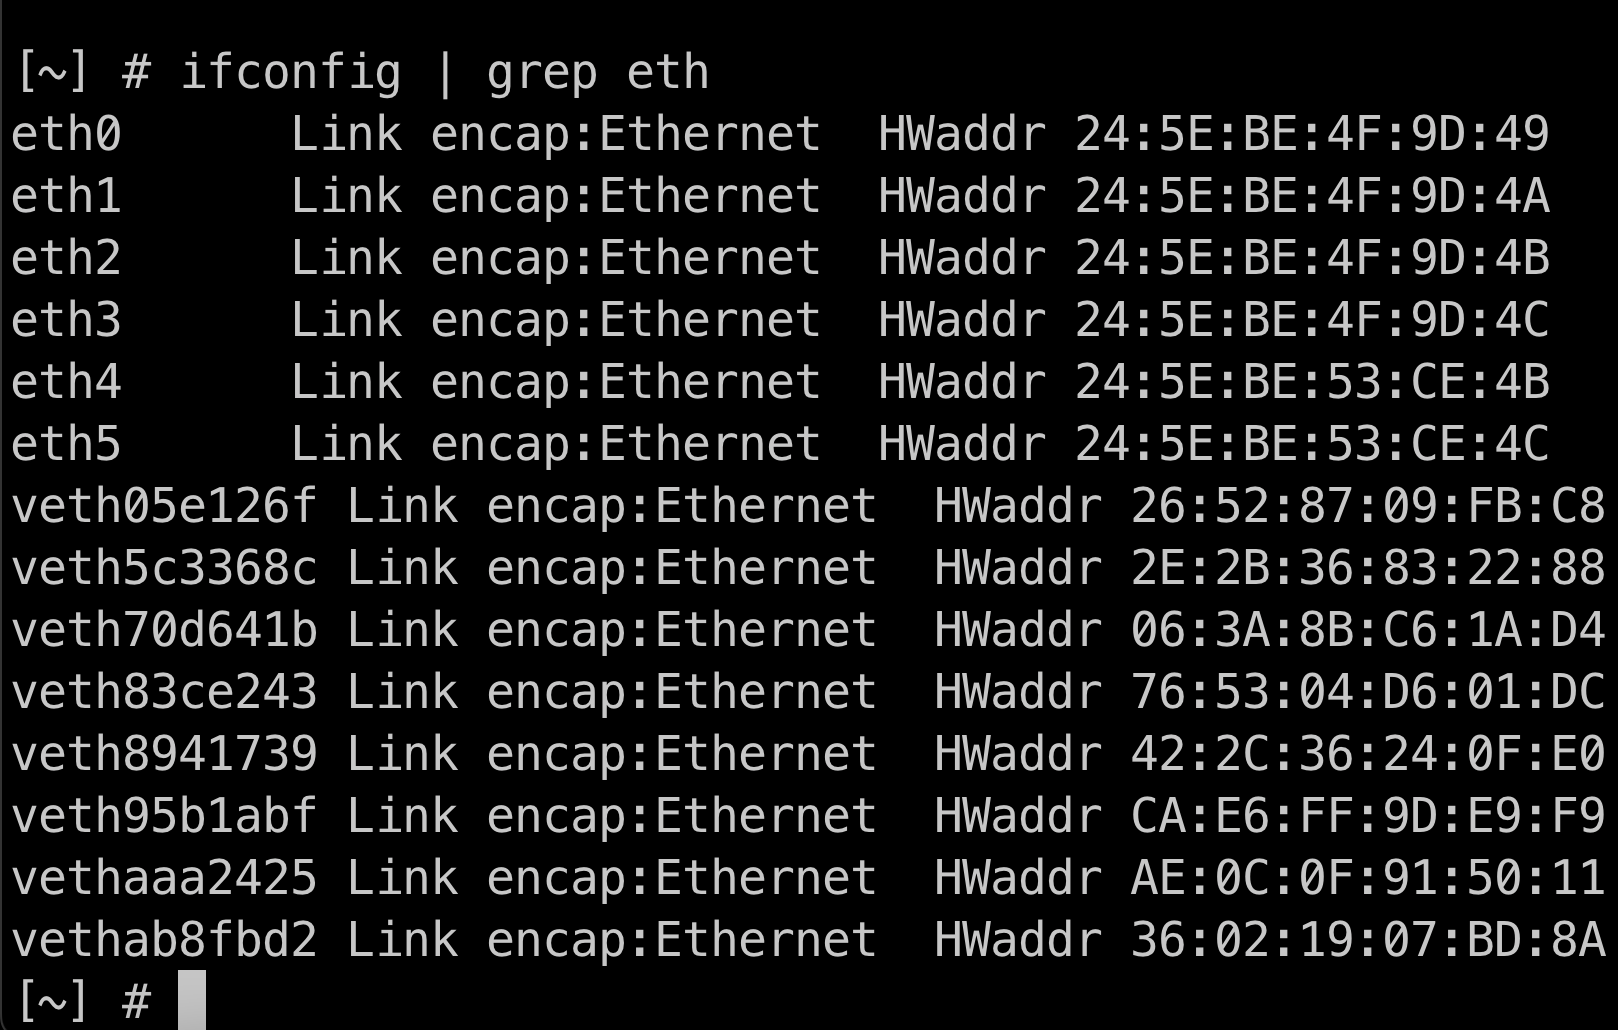 [~] # ifconfig | grep eth
eth0      Link encap:Ethernet  HWaddr 24:5E:BE:4F:9D:49
eth1      Link encap:Ethernet  HWaddr 24:5E:BE:4F:9D:4A
eth2      Link encap:Ethernet  HWaddr 24:5E:BE:4F:9D:4B
eth3      Link encap:Ethernet  HWaddr 24:5E:BE:4F:9D:4C
eth4      Link encap:Ethernet  HWaddr 24:5E:BE:53:CE:4B
eth5      Link encap:Ethernet  HWaddr 24:5E:BE:53:CE:4C
veth05e126f Link encap:Ethernet  HWaddr 26:52:87:09:FB:C8
veth5c3368c Link encap:Ethernet  HWaddr 2E:2B:36:83:22:88
veth70d641b Link encap:Ethernet  HWaddr 06:3A:8B:C6:1A:D4
veth83ce243 Link encap:Ethernet  HWaddr 76:53:04:D6:01:DC
veth8941739 Link encap:Ethernet  HWaddr 42:2C:36:24:0F:E0
veth95b1abf Link encap:Ethernet  HWaddr CA:E6:FF:9D:E9:F9
vethaaa2425 Link encap:Ethernet  HWaddr AE:0C:0F:91:50:11
vethab8fbd2 Link encap:Ethernet  HWaddr 36:02:19:07:BD:8A
[~] #